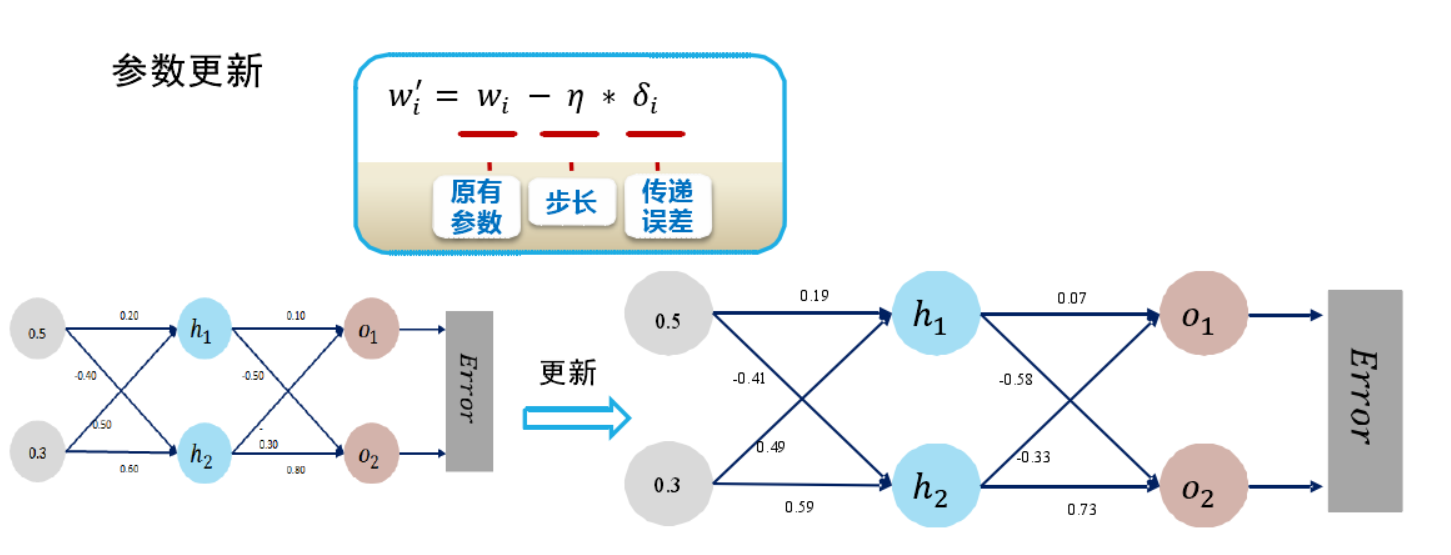 参数更新
w′ᵢ = wᵢ − η * δᵢ
原有
参数
步长
传递
误差
0.5
0.3
0.20
-0.40
0.50
0.60
h₁
h₂
0.10
-0.50
-
0.30
0.80
o₁
o₂
Error
更新
0.5
0.3
0.19
-0.41
0.49
0.59
h₁
h₂
0.07
-0.58
-0.33
0.73
o₁
o₂
Error